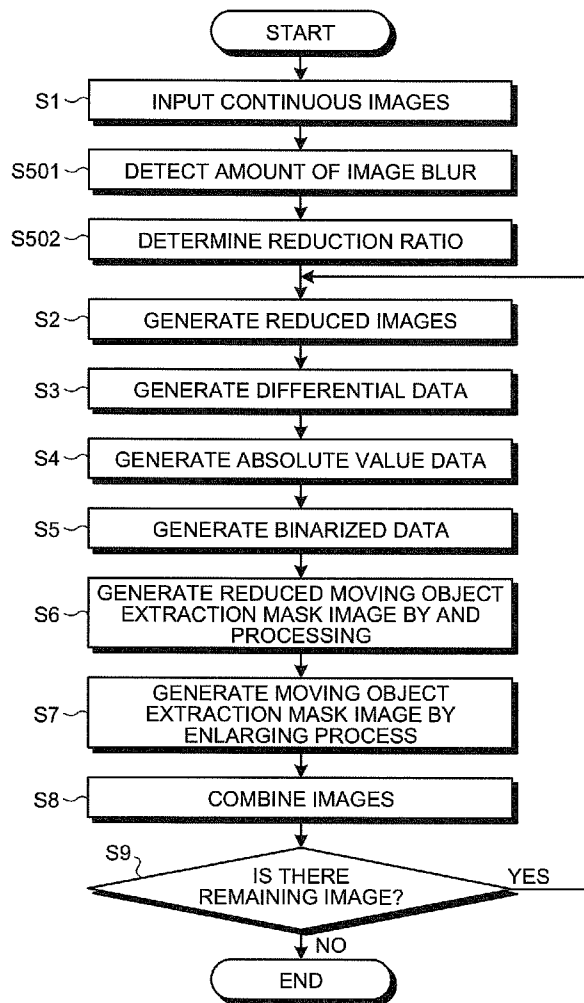 START
S1
INPUT CONTINUOUS IMAGES
S501
DETECT AMOUNT OF IMAGE BLUR
S502
DETERMINE REDUCTION RATIO
S2
GENERATE REDUCED IMAGES
S3
GENERATE DIFFERENTIAL DATA
S4
GENERATE ABSOLUTE VALUE DATA
S5
GENERATE BINARIZED DATA
S6
GENERATE REDUCED MOVING OBJECT
EXTRACTION MASK IMAGE BY AND
PROCESSING
S7
GENERATE MOVING OBJECT
EXTRACTION MASK IMAGE BY
ENLARGING PROCESS
S8
COMBINE IMAGES
S9
IS THERE
REMAINING IMAGE?
YES
NO
END